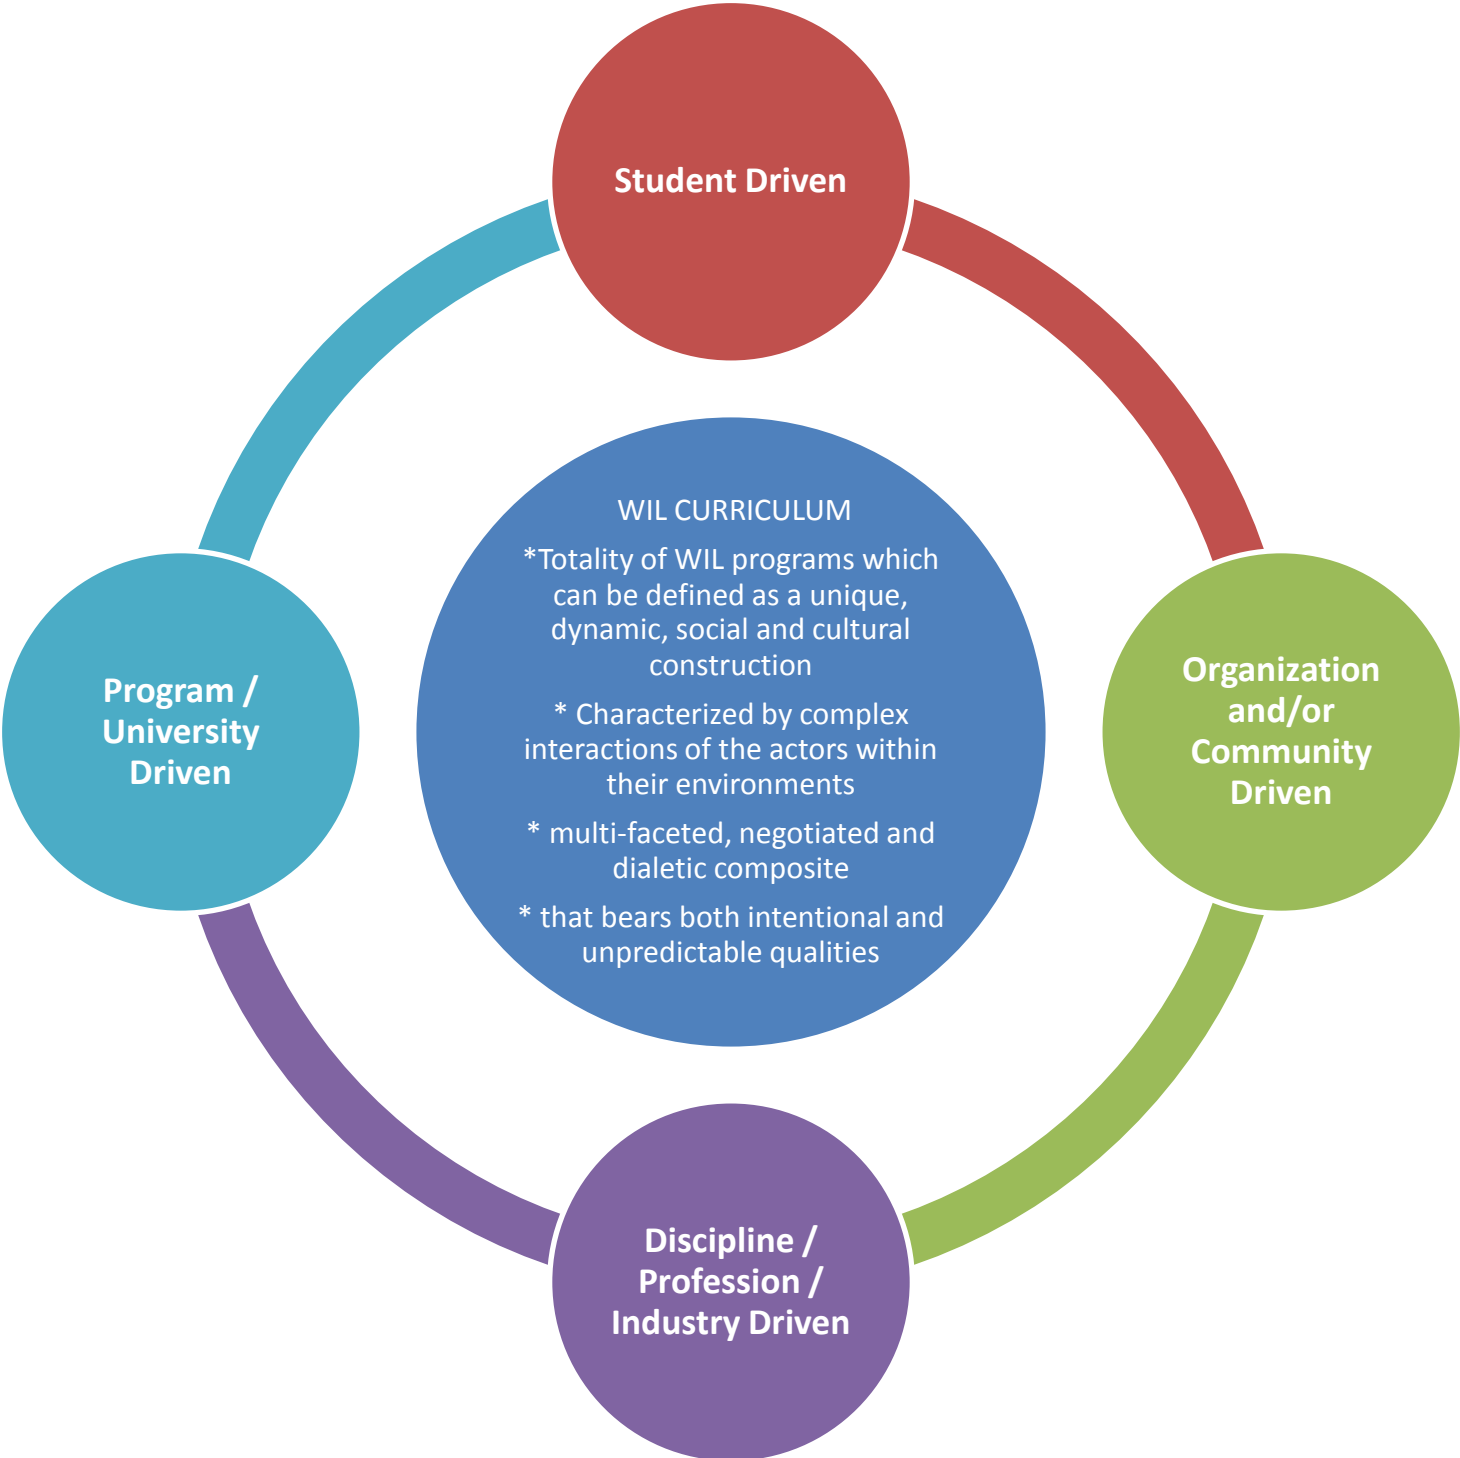 Student Driven
WIL CURRICULUM
*Totality of WIL programs which
can be defined as a unique,
dynamic, social and cultural
construction
* Characterized by complex
interactions of the actors within
their environments
* multi-faceted, negotiated and
dialetic composite
* that bears both intentional and
unpredictable qualities
Organization
and/or
Community
Driven
Discipline /
Profession /
Industry Driven
Program /
University
Driven